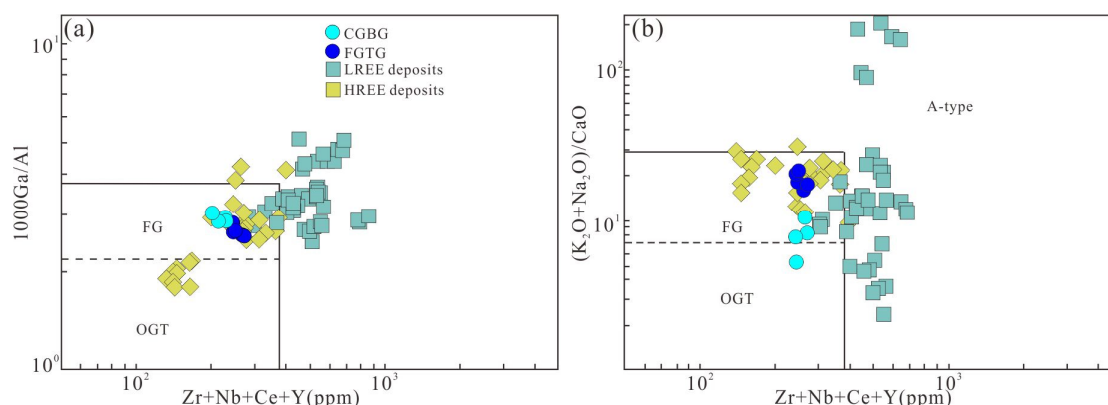 (a)
CGBG
FGTG
LREE deposits
HREE deposits
10¹
1000Ga/Al
FG
OGT
10⁰
10²
10³
Zr+Nb+Ce+Y(ppm)
(b)
10²
A-type
(K₂O+Na₂O)/CaO
10¹
FG
OGT
10⁰
10²
10³
Zr+Nb+Ce+Y(ppm)